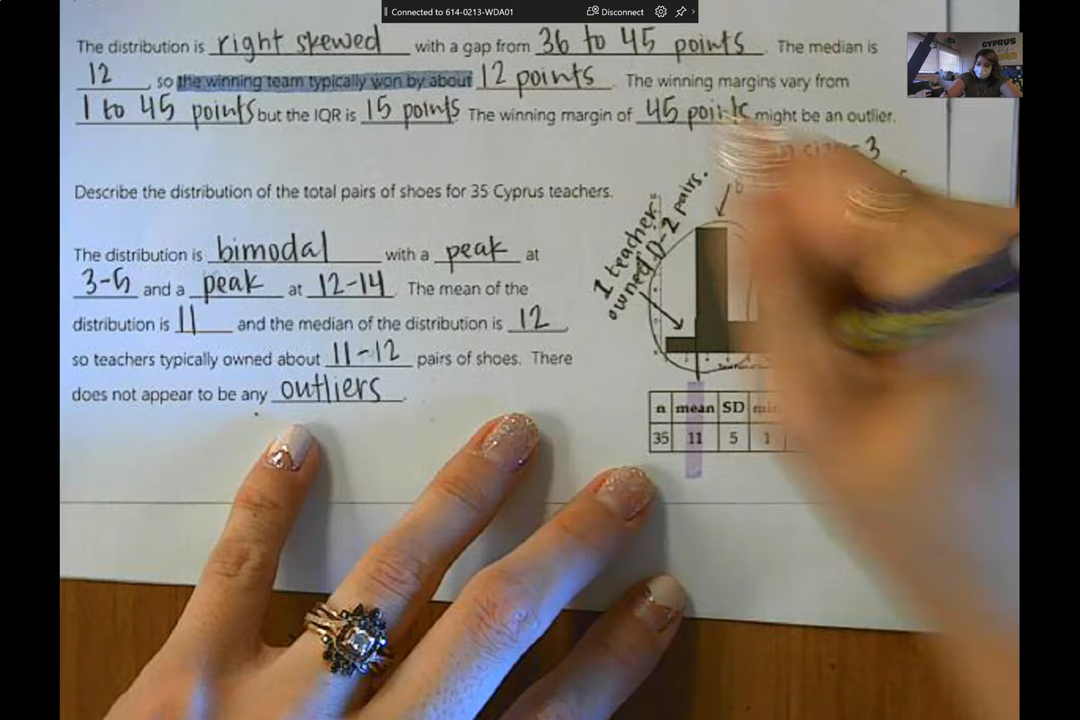 Connected to 614-0213-WDA01 Disconnect
CYPRUS
The distribution is right skewed with a gap from 36 to 45 points. The median is
12, so the winning team typically won by about 12 points. The winning margins vary from
1 to 45 points but the IQR is 15 points The winning margin of 45 points might be an outlier.
Describe the distribution of the total pairs of shoes for 35 Cyprus teachers.
The distribution is bimodal with a peak at
3-5 and a peak at 12-14. The mean of the
distribution is 11 and the median of the distribution is 12
so teachers typically owned about 11-12 pairs of shoes. There
does not appear to be any outliers.
1 teacher
owned 0-2 pairs.
n mean SD min
35 11 5 1